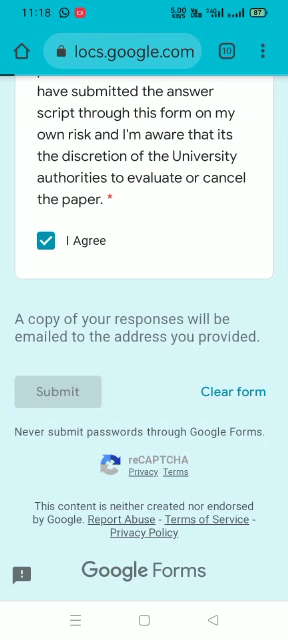 11:18
5.00 KB/S
87
locs.google.com
10
have submitted the answer
script through this form on my
own risk and I'm aware that its
the discretion of the University
authorities to evaluate or cancel
the paper. *
I Agree
A copy of your responses will be
emailed to the address you provided.
Submit
Clear form
Never submit passwords through Google Forms.
reCAPTCHA
Privacy Terms
This content is neither created nor endorsed
by Google. Report Abuse - Terms of Service -
Privacy Policy
Google Forms